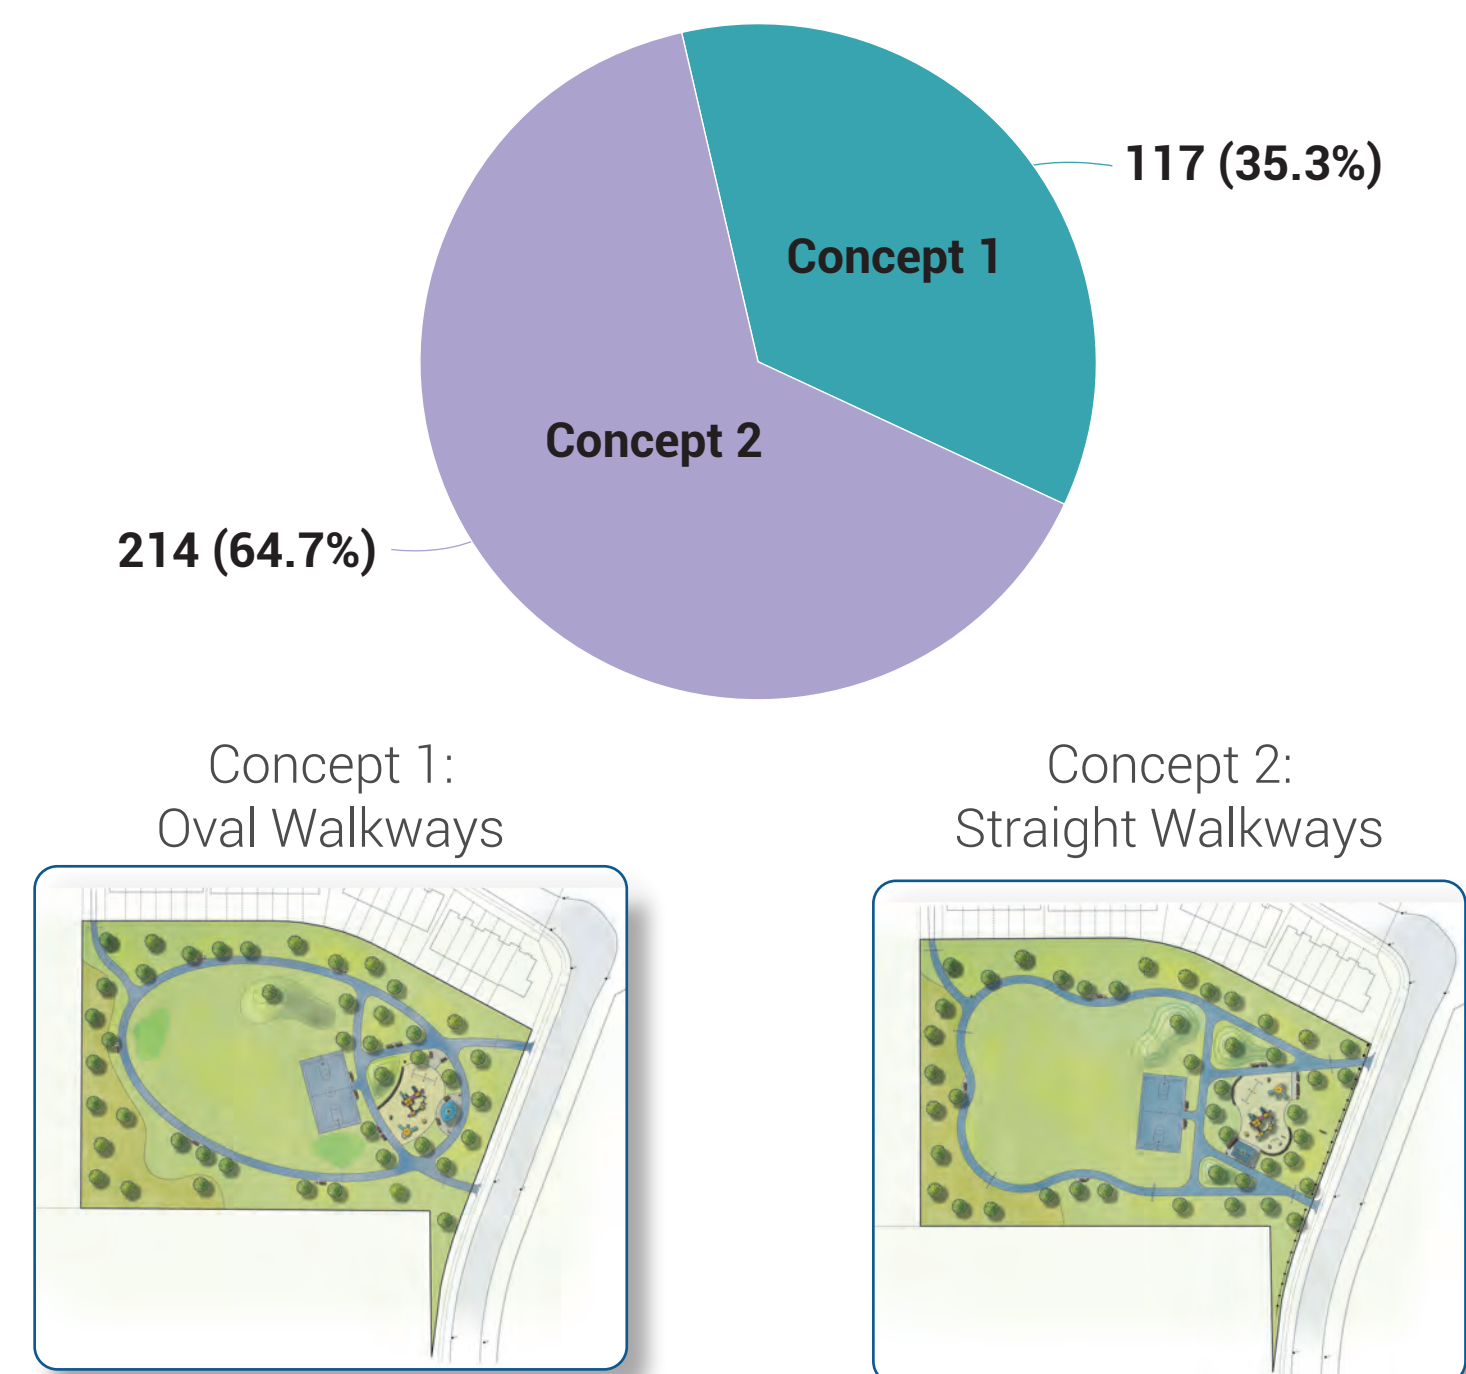 117 (35.3%)
Concept 1
Concept 2
214 (64.7%)
Concept 1:
Oval Walkways
Concept 2:
Straight Walkways